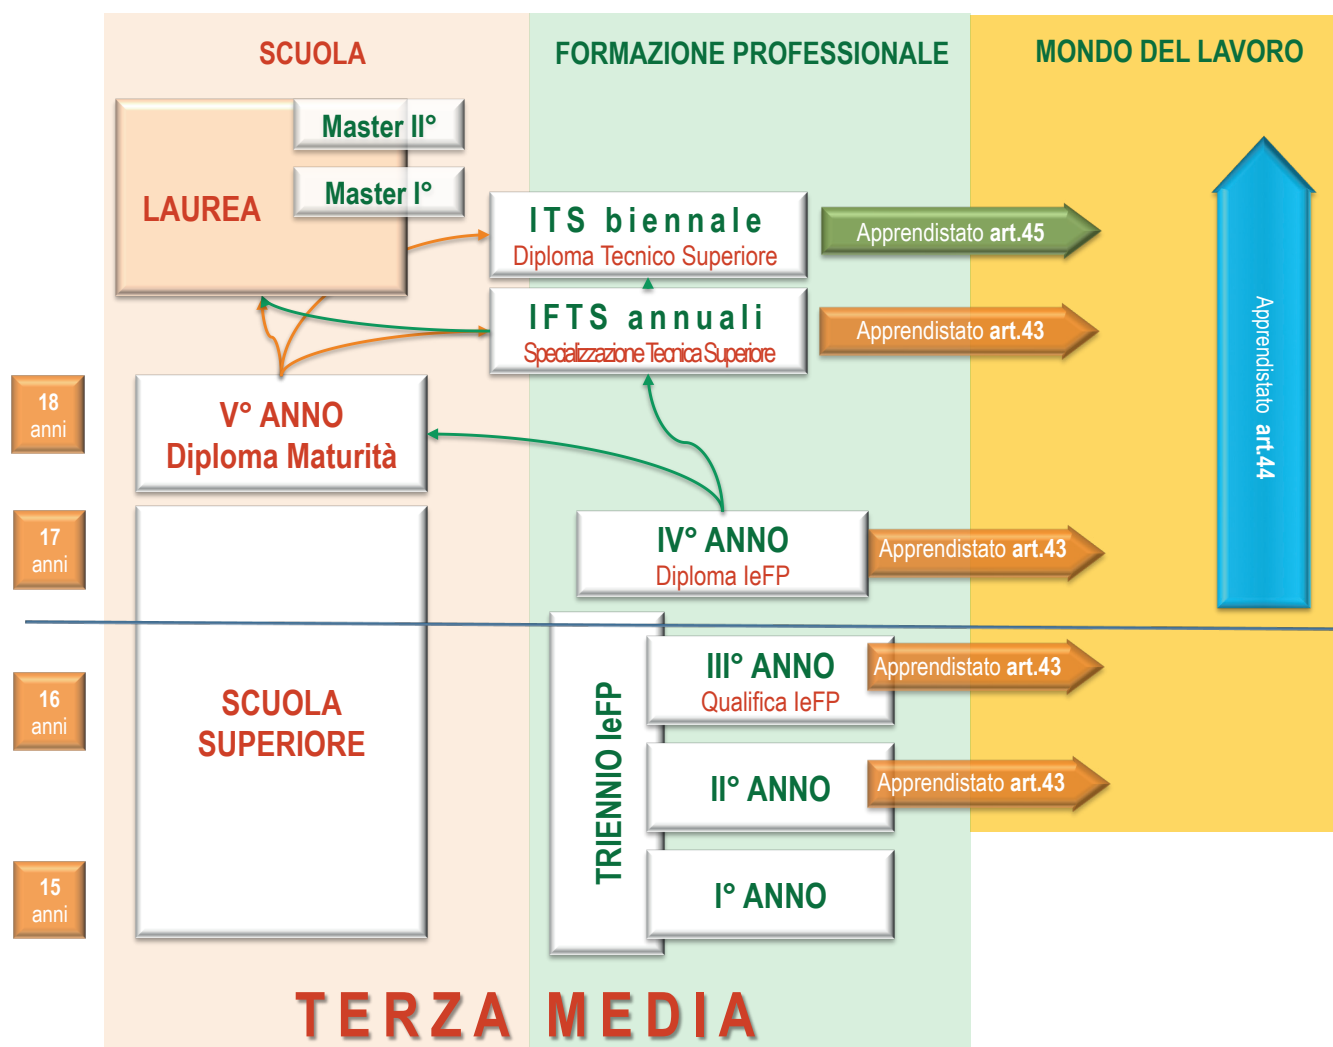 SCUOLA
FORMAZIONE PROFESSIONALE
MONDO DEL LAVORO
Master II°
Master I°
LAUREA
ITS biennale
Diploma Tecnico Superiore
Apprendistato art.45
IFTS annuali
Specializzazione Tecnica Superiore
Apprendistato art.43
Apprendistato art.44
18
anni
V° ANNO
Diploma Maturità
17
anni
IV° ANNO
Diploma IeFP
Apprendistato art.43
16
anni
SCUOLA
SUPERIORE
TRIENNIO IeFP
III° ANNO
Qualifica IeFP
Apprendistato art.43
II° ANNO
Apprendistato art.43
15
anni
I° ANNO
TERZA MEDIA